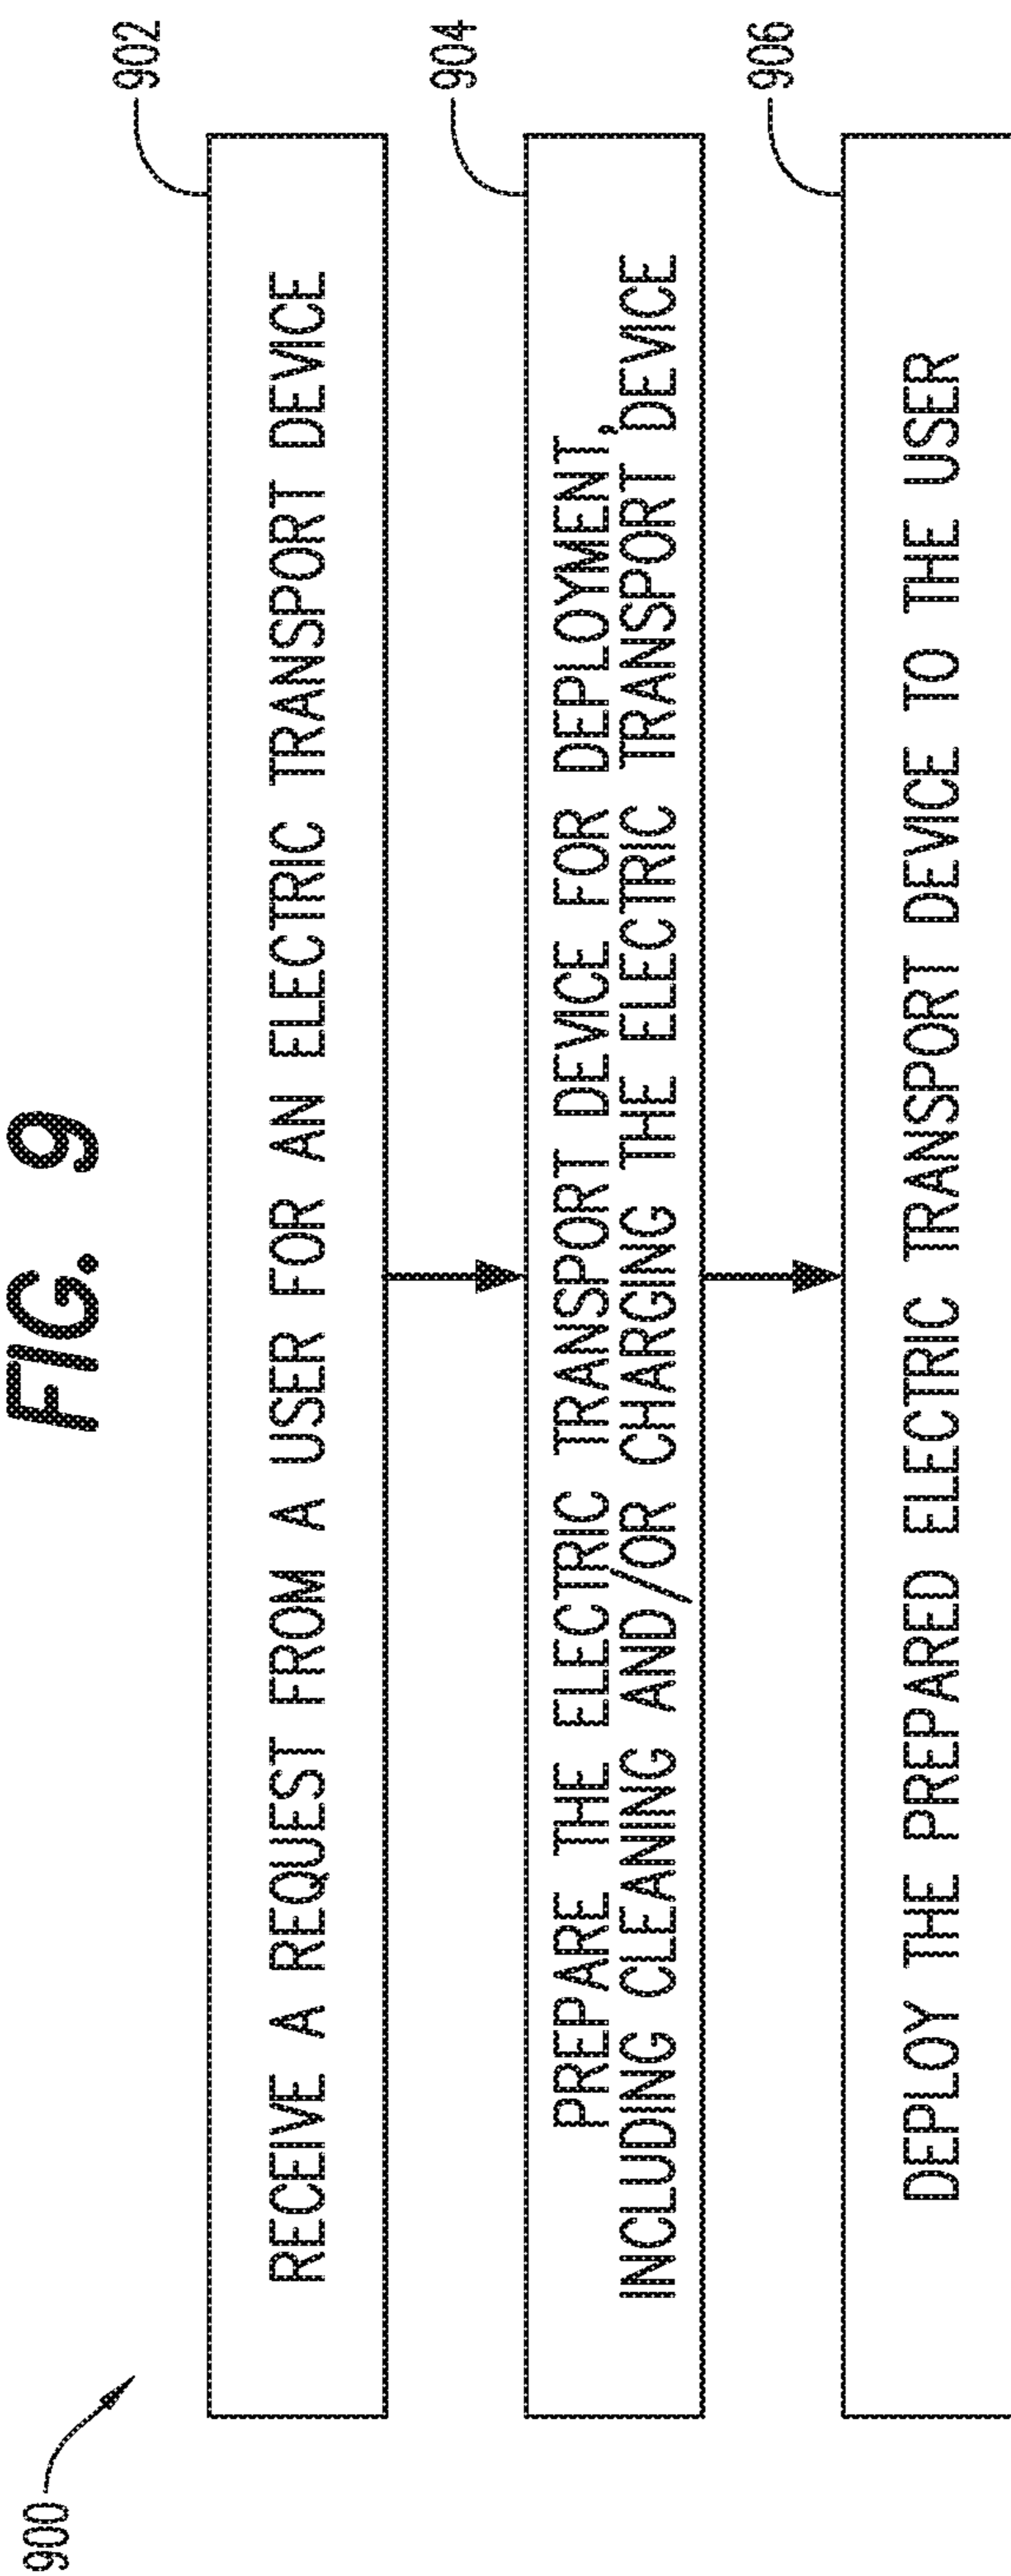 FIG. 9
900
902
RECEIVE A REQUEST FROM A USER FOR AN ELECTRIC TRANSPORT DEVICE
904
PREPARE THE ELECTRIC TRANSPORT DEVICE FOR DEPLOYMENT,
INCLUDING CLEANING AND/OR CHARGING THE ELECTRIC TRANSPORT DEVICE
906
DEPLOY THE PREPARED ELECTRIC TRANSPORT DEVICE TO THE USER